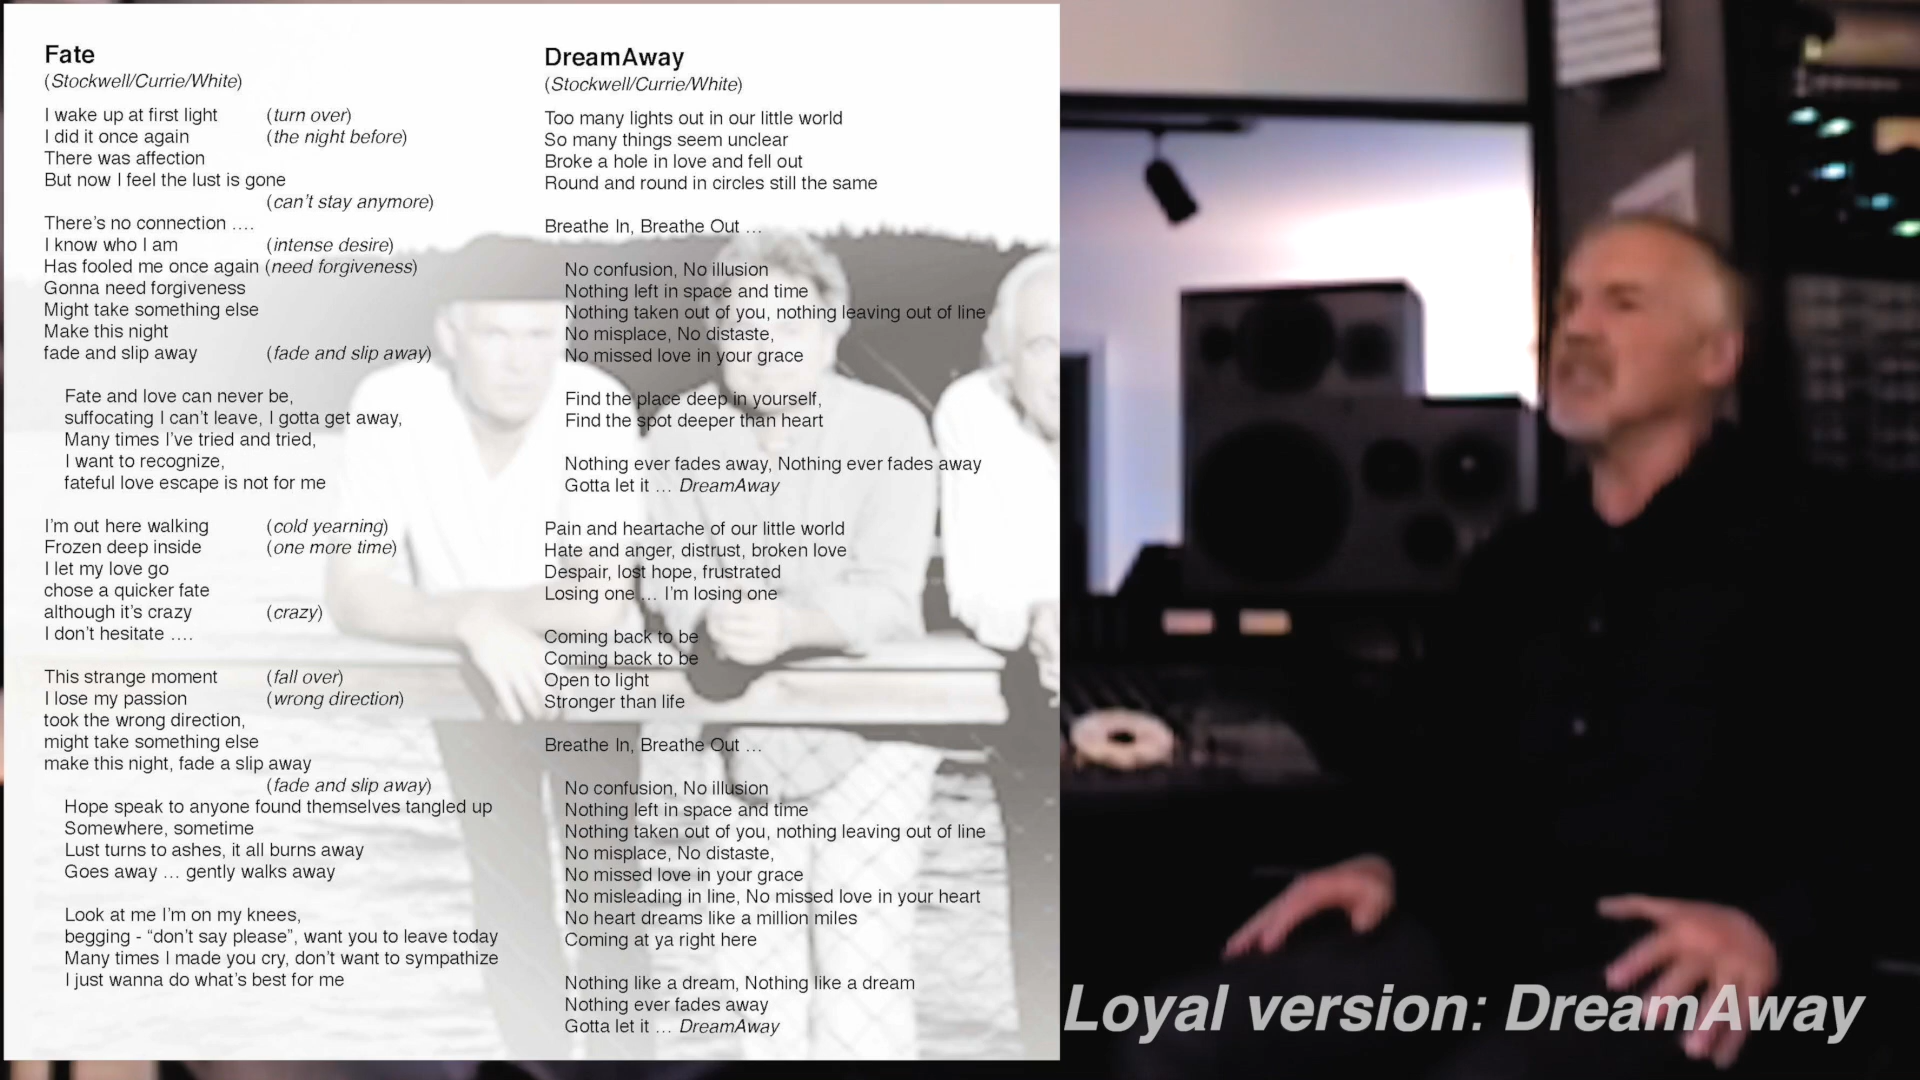 Fate
(Stockwell/Currie/White)
I wake up at first light (turn over)
I did it once again (the night before)
There was affection
But now I feel the lust is gone
(can't stay anymore)
There's no connection ....
I know who I am (intense desire)
Has fooled me once again (need forgiveness)
Gonna need forgiveness
Might take something else
Make this night
fade and slip away (fade and slip away)
Fate and love can never be,
suffocating I can't leave, I gotta get away,
Many times I've tried and tried,
I want to recognize,
fateful love escape is not for me
I'm out here walking (cold yearning)
Frozen deep inside (one more time)
I let my love go
chose a quicker fate
although it's crazy (crazy)
I don't hesitate ....
This strange moment (fall over)
I lose my passion (wrong direction)
took the wrong direction,
might take something else
make this night, fade a slip away
(fade and slip away)
Hope speak to anyone found themselves tangled up
Somewhere, sometime
Lust turns to ashes, it all burns away
Goes away ... gently walks away
Look at me I'm on my knees,
begging - “don't say please”, want you to leave today
Many times I made you cry, don't want to sympathize
I just wanna do what's best for me
DreamAway
(Stockwell/Currie/White)
Too many lights out in our little world
So many things seem unclear
Broke a hole in love and fell out
Round and round in circles still the same
Breathe In, Breathe Out ...
No confusion, No illusion
Nothing left in space and time
Nothing taken out of you, nothing leaving out of line
No misplace, No distaste,
No missed love in your grace
Find the place deep in yourself,
Find the spot deeper than heart
Nothing ever fades away, Nothing ever fades away
Gotta let it ... DreamAway
Pain and heartache of our little world
Hate and anger, distrust, broken love
Despair, lost hope, frustrated
Losing one ... I'm losing one
Coming back to be
Coming back to be
Open to light
Stronger than life
Breathe In, Breathe Out ...
No confusion, No illusion
Nothing left in space and time
Nothing taken out of you, nothing leaving out of line
No misplace, No distaste,
No missed love in your grace
No misleading in line, No missed love in your heart
No heart dreams like a million miles
Coming at ya right here
Nothing like a dream, Nothing like a dream
Nothing ever fades away
Gotta let it ... DreamAway
Loyal version: DreamAway